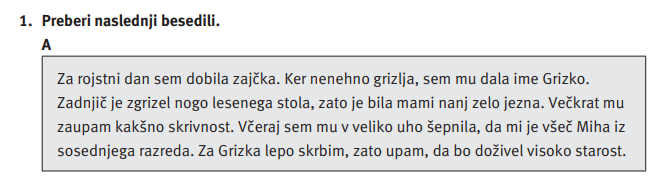 1. Preberi naslednji besedili.
A
Za rojstni dan sem dobila zajčka. Ker nenehno grizlja, sem mu dala ime Grizko.
Zadnjič je zgrizel nogo lesenega stola, zato je bila mami nanj zelo jezna. Večkrat mu
zaupam kakšno skrivnost. Včeraj sem mu v veliko uho šepnila, da mi je všeč Miha iz
sosednjega razreda. Za Grizka lepo skrbim, zato upam, da bo doživel visoko starost.